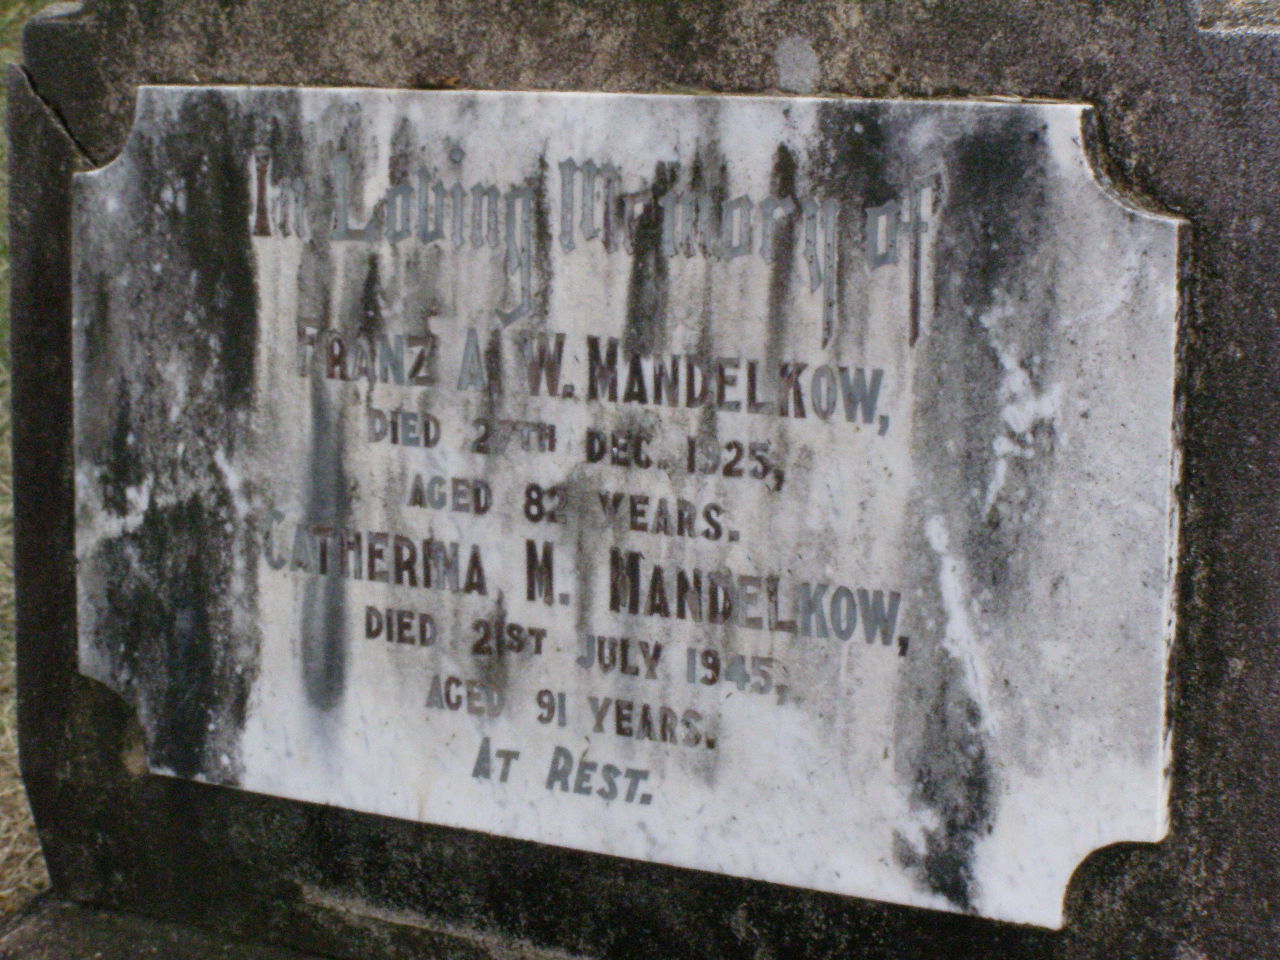 In Loving Memory of
FRANZ A. W. MANDELKOW,
DIED 27TH DEC. 1925,
AGED 82 YEARS.
CATHERINA M. MANDELKOW,
DIED 21ST JULY 1945,
AGED 91 YEARS.
AT REST.